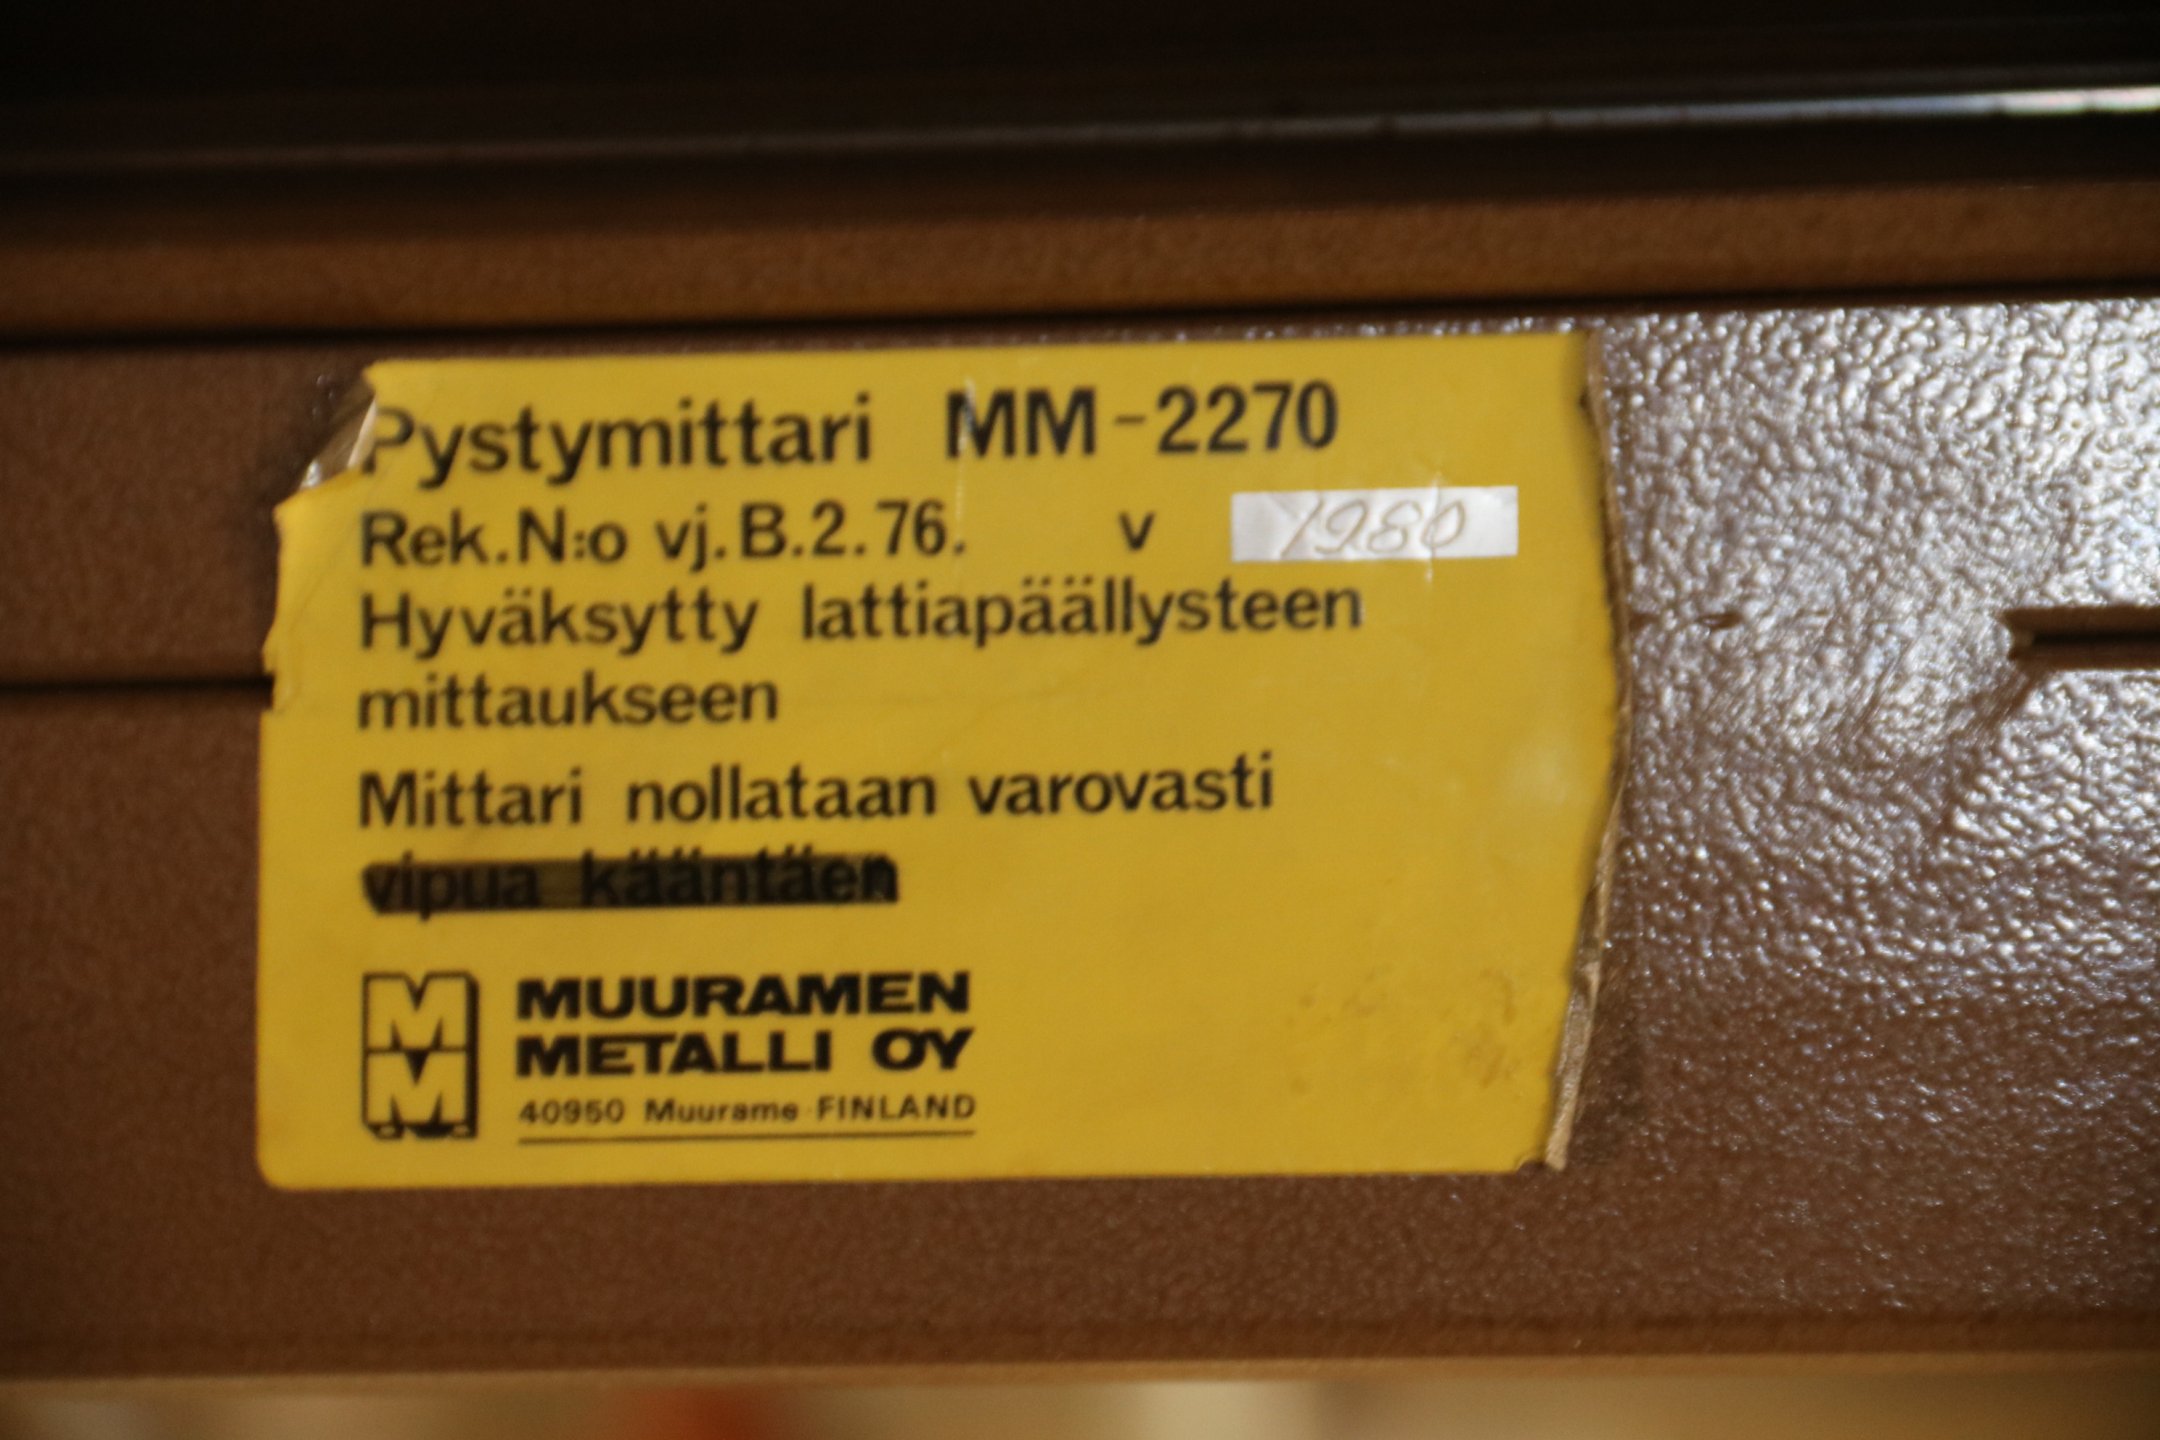 Pystymittari MM-2270
Rek.N:o vj.B.2.76. v 1980
Hyväksytty lattiapäällysteen
mittaukseen
Mittari nollataan varovasti
vipua kääntäen
MM
MUURAMEN
METALLI OY
40950 Muurame FINLAND